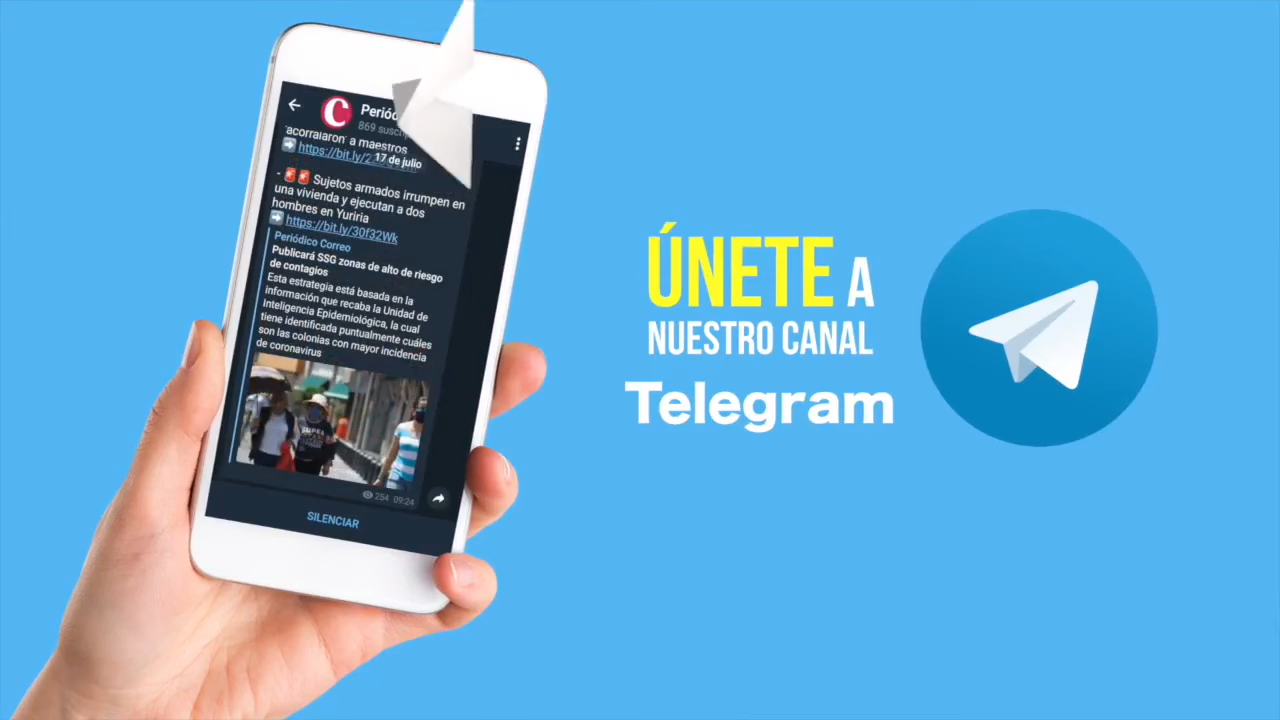 C
Periód
869 suscri
'acorralaron' a maestros
https://bit.ly/2
17 de julio
- Sujetos armados irrumpen en
una vivienda y ejecutan a dos
hombres en Yuriria
https://bit.ly/30f32Wk
Periódico Correo
Publicará SSG zonas de alto de riesgo
de contagios
Esta estrategia está basada en la
información que recaba la Unidad de
Inteligencia Epidemiológica, la cual
tiene identificada puntualmente cuáles
son las colonias con mayor incidencia
de coronavirus
SUPER
254 09:24
SILENCIAR
ÚNETE A
NUESTRO CANAL
Telegram